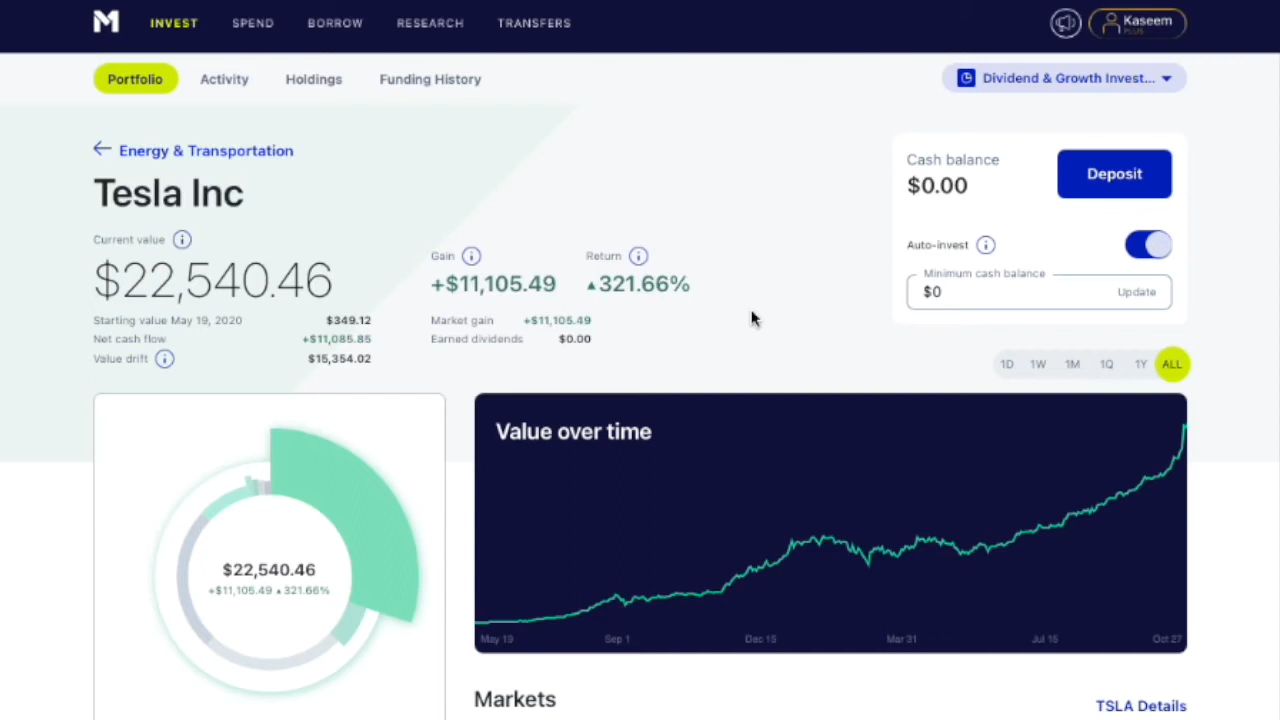 INVEST SPEND BORROW RESEARCH TRANSFERS
Kaseem
PLUS
Portfolio Activity Holdings Funding History
Dividend & Growth Invest...
Energy & Transportation
Tesla Inc
Current value
$22,540.46
Starting value May 19, 2020 $349.12
Net cash flow +$11,085.85
Value drift $15,354.02
Gain Return
+$11,105.49 ▲321.66%
Market gain +$11,105.49
Earned dividends $0.00
Cash balance
$0.00
Deposit
Auto-invest
Minimum cash balance
$0 Update
1D 1W 1M 1Q 1Y ALL
$22,540.46
+$11,105.49 ▲321.66%
Value over time
May 19 Sep 1 Dec 15 Mar 31 Jul 16 Oct 27
Markets
TSLA Details